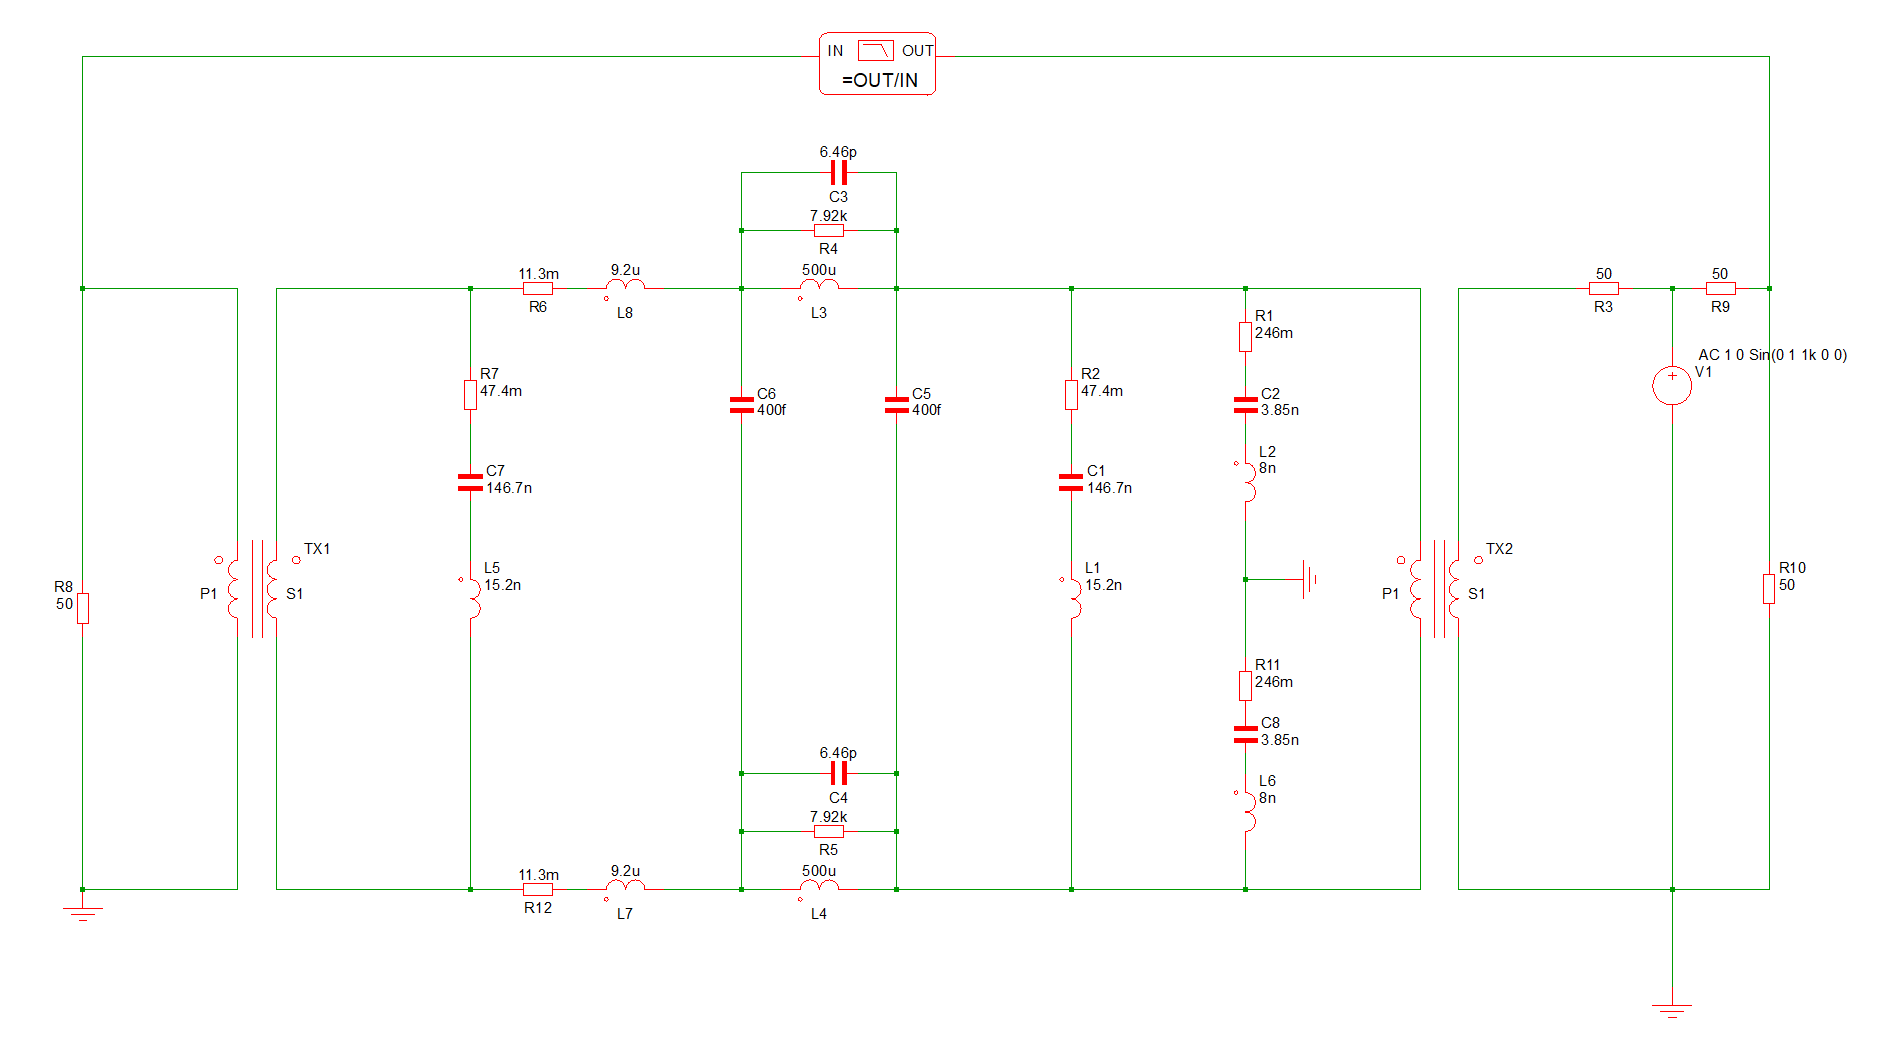 IN OUT
=OUT/IN
6.46p
C3
7.92k
R4
11.3m
R6
9.2u
L8
500u
L3
50
R3
50
R9
R1
246m
AC 1 0 Sin(0 1 1k 0 0)
V1
R7
47.4m
C6
400f
C5
400f
R2
47.4m
C2
3.85n
L2
8n
C7
146.7n
C1
146.7n
TX1
P1
S1
L5
15.2n
L1
15.2n
TX2
P1
S1
R8
50
R10
50
R11
246m
C8
3.85n
L6
8n
6.46p
C4
7.92k
R5
11.3m
R12
9.2u
L7
500u
L4